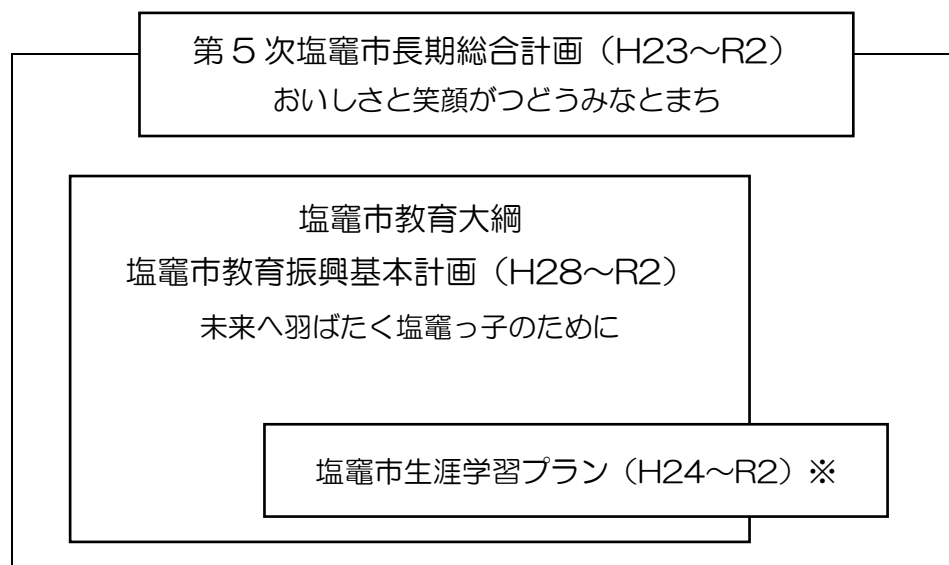 第5次塩竈市長期総合計画（H23～R2）
おいしさと笑顔がつどうみなとまち
塩竈市教育大綱
塩竈市教育振興基本計画（H28～R2）
未来へ羽ばたく塩竈っ子のために
塩竈市生涯学習プラン（H24～R2）※